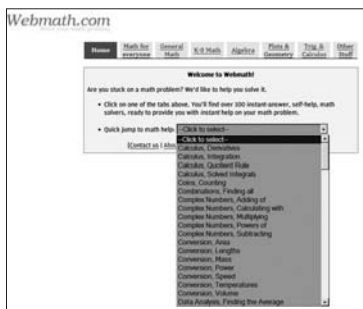 Webmath.com
Home
Math for everyone
General Math
K-8 Math
Algebra
Plots & Geometry
Trig. & Calculus
Other Stuff
Welcome to Webmath!
Are you stuck on a math problem? We'd like to help you solve it.
• Click on one of the tabs above. You'll find over 100 instant-answer, self-help, math
solvers, ready to provide you with instant help on your math problem.
• Quick jump to math help: --Click to select--
[Contact us | Abou
--Click to select--
Calculus, Derivatives
Calculus, Integration
Calculus, Quotient Rule
Calculus, Solved Integrals
Coins, Counting
Combinations, Finding all
Complex Numbers, Adding of
Complex Numbers, Calculating with
Complex Numbers, Multiplying
Complex Numbers, Powers of
Complex Numbers, Subtracting
Conversion, Area
Conversion, Lengths
Conversion, Mass
Conversion, Power
Conversion, Speed
Conversion, Temperatures
Conversion, Volume
Data Analysis, Finding the Average